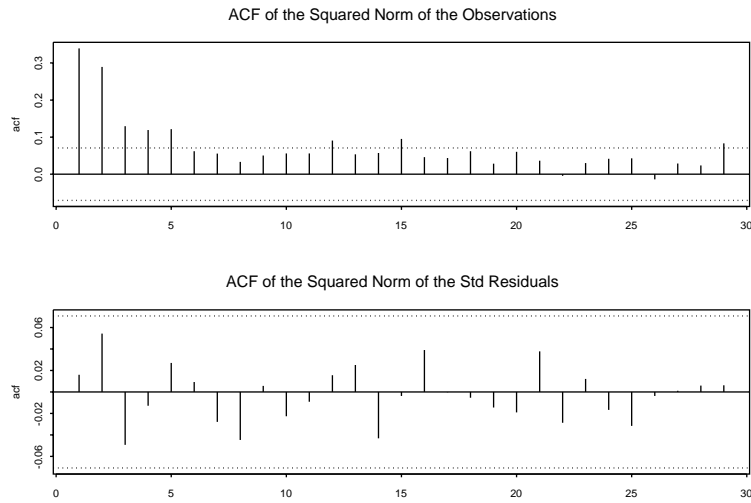 ACF of the Squared Norm of the Observations
acf
0.3
0.2
0.1
0.0
0 5 10 15 20 25 30
ACF of the Squared Norm of the Std Residuals
acf
0.06
0.02
-0.02
-0.06
0 5 10 15 20 25 30